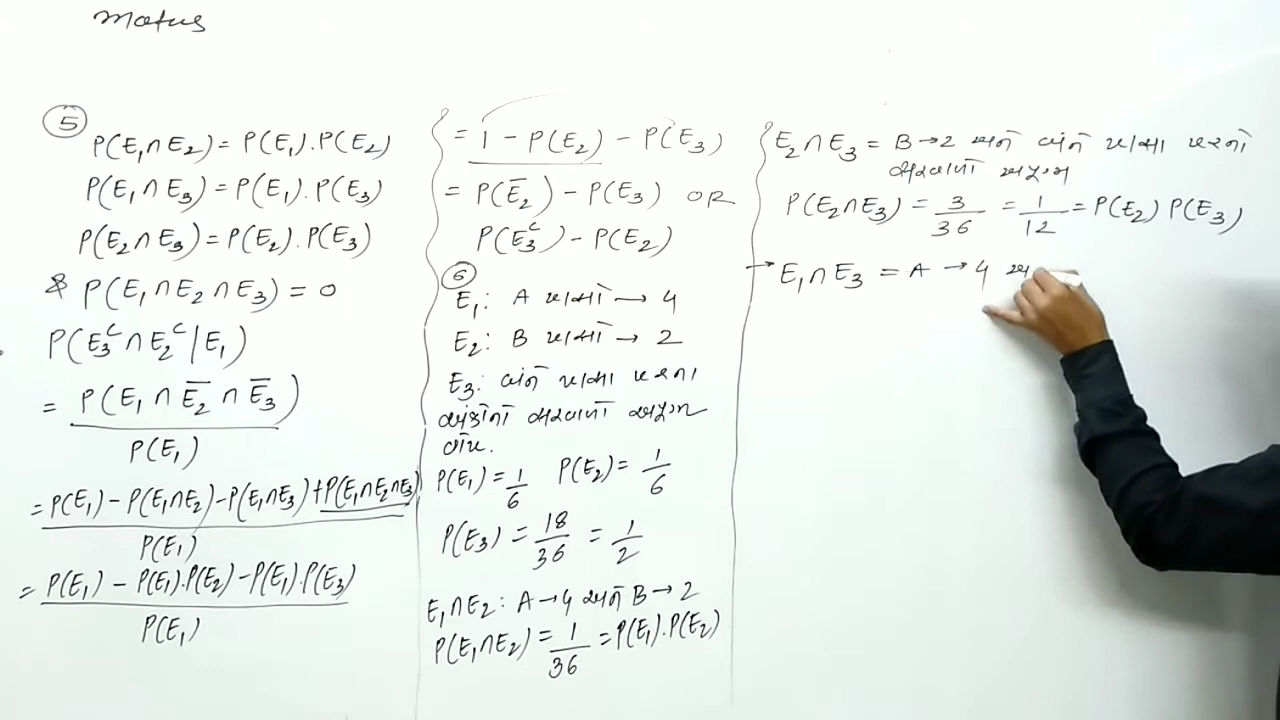 ⑤
P(E₁∩E₂) = P(E₁).P(E₂)
P(E₁∩E₃) = P(E₁).P(E₃)
P(E₂∩E₃) = P(E₂).P(E₃)
& P(E₁∩E₂∩E₃) = 0
P(E₃ᶜ∩E₂ᶜ|E₁)
= P(E₁∩E̅₂∩E̅₃)
P(E₁)
= P(E₁) - P(E₁∩E₂) - P(E₁∩E₃) + P(E₁∩E₂∩E₃)
P(E₁)
= P(E₁) - P(E₁).P(E₂) - P(E₁).P(E₃)
P(E₁)
= 1 - P(E₂) - P(E₃)
= P(E̅₂) - P(E₃) OR
P(E₃ᶜ) - P(E₂)
⑥
E₁: A પાસો → 4
E₂: B પાસો → 2
E₃: બંને પાસા પરના
અંકોનો સરવાળો અયુગ્મ
હોય.
P(E₁) = 1/6 P(E₂) = 1/6
P(E₃) = 18/36 = 1/2
E₁∩E₂: A → 4 અને B → 2
P(E₁∩E₂) = 1/36 = P(E₁).P(E₂)
E₂∩E₃ = B → 2 અને બંને પાસા પરનો
સરવાળો અયુગ્મ
P(E₂∩E₃) = 3/36 = 1/12 = P(E₂) P(E₃)
→ E₁∩E₃ = A → 4 અ